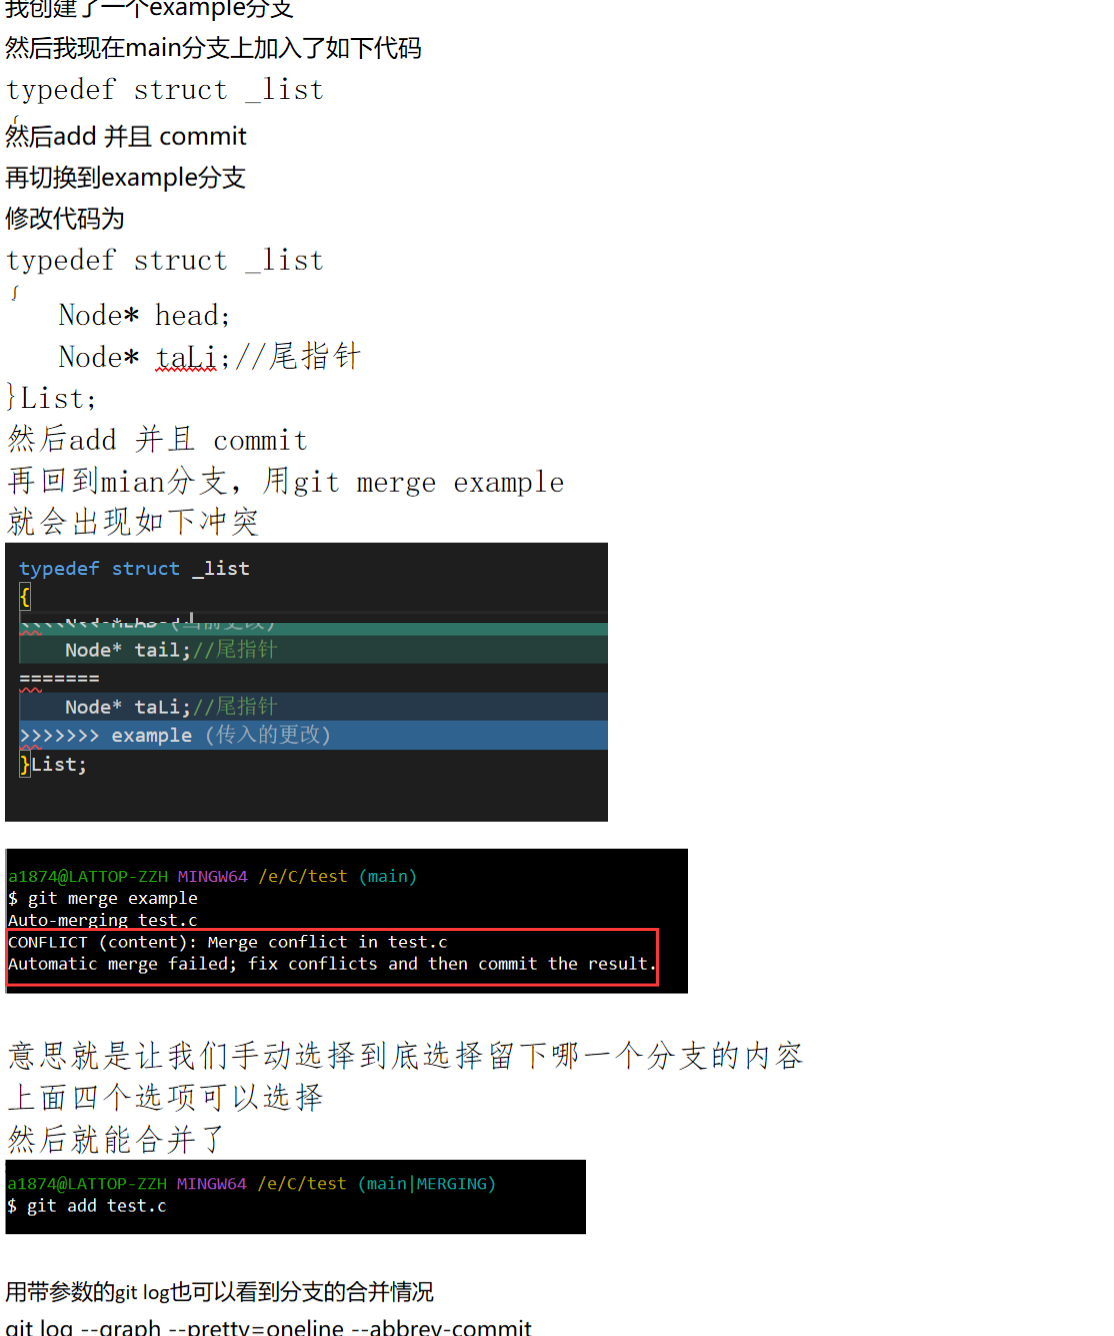 我创建了一个example分支
然后我现在main分支上加入了如下代码
typedef struct _list
{
然后add 并且 commit
再切换到example分支
修改代码为
typedef struct _list
{
Node* head;
Node* taLi;//尾指针
}List;
然后add 并且 commit
再回到mian分支，用git merge example
就会出现如下冲突
typedef struct _list
{
Node* tail;//尾指针
=======
Node* taLi;//尾指针
>>>>>>> example (传入的更改)
}List;
a1874@LATTOP-ZZH MINGW64 /e/C/test (main)
$ git merge example
Auto-merging test.c
CONFLICT (content): Merge conflict in test.c
Automatic merge failed; fix conflicts and then commit the result.
意思就是让我们手动选择到底选择留下哪一个分支的内容
上面四个选项可以选择
然后就能合并了
a1874@LATTOP-ZZH MINGW64 /e/C/test (main|MERGING)
$ git add test.c
用带参数的git log也可以看到分支的合并情况
git log --graph --pretty=oneline --abbrev-commit